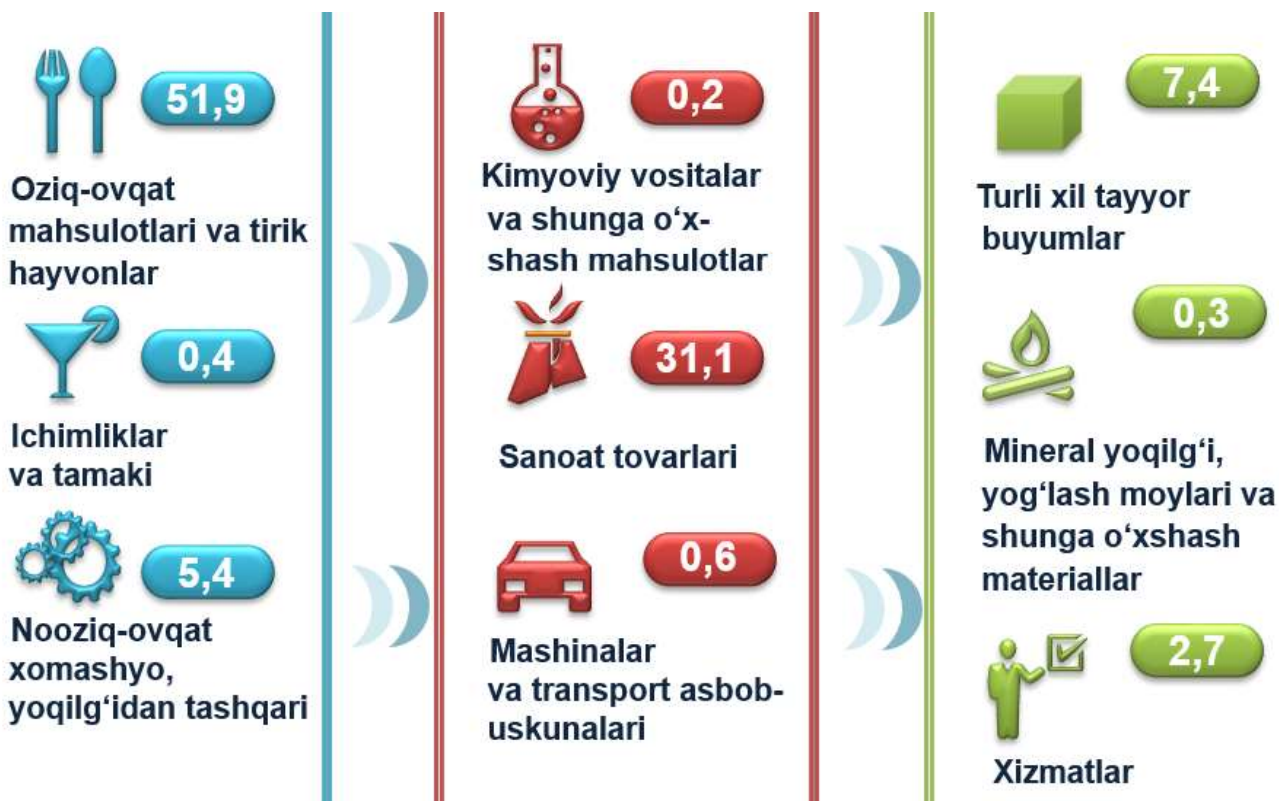 51,9
Oziq-ovqat
mahsulotlari va tirik
hayvonlar
0,4
Ichimliklar
va tamaki
5,4
Nooziq-ovqat
xomashyo,
yoqilg‘idan tashqari
0,2
Kimyoviy vositalar
va shunga o‘x-
shash mahsulotlar
31,1
Sanoat tovarlari
0,6
Mashinalar
va transport asbob-
uskunalari
7,4
Turli xil tayyor
buyumlar
0,3
Mineral yoqilg‘i,
yog‘lash moylari va
shunga o‘xshash
materiallar
2,7
Xizmatlar